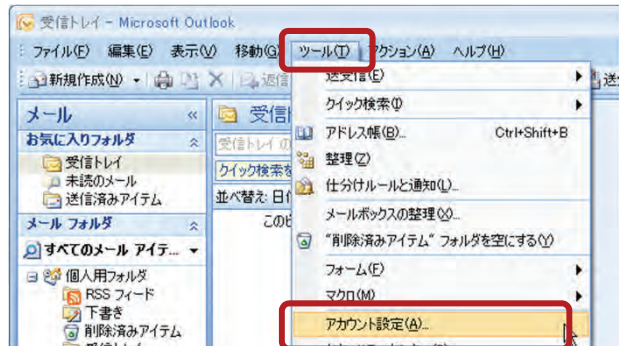 受信トレイ - Microsoft Outlook
ファイル(F) 編集(E) 表示(V) 移動(G) ツール(T) アクション(A) ヘルプ(H)
新規作成(N) 返信
メール «
お気に入りフォルダ
受信トレイ
未読のメール
送信済みアイテム
メール フォルダ
すべてのメール アイテ...
個人用フォルダ
RSS フィード
下書き
削除済みアイテム
受信トレイ の
クイック検索を
並べ替え: 日付
送受信(E)
クイック検索(I)
アドレス帳(B)... Ctrl+Shift+B
整理(Z)
仕分けルールと通知(L)...
メールボックスの整理(X)...
"削除済みアイテム" フォルダを空にする(Y)
フォーム(F)
マクロ(M)
アカウント設定(A)...